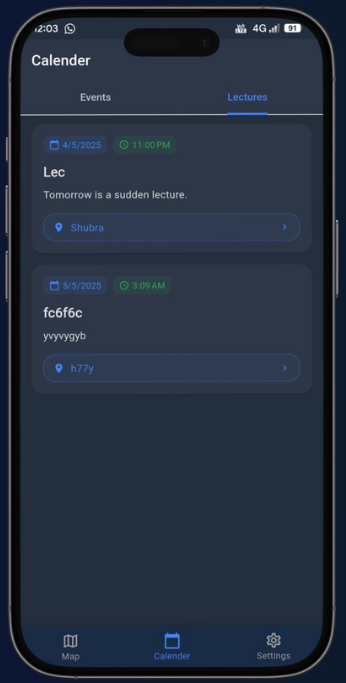 12:03 4G 91
Calender
Events Lectures
4/5/2025 11:00 PM
Lec
Tomorrow is a sudden lecture.
Shubra
5/5/2025 3:09 AM
fc6f6c
yvyvygyb
h77y
Map Calender Settings